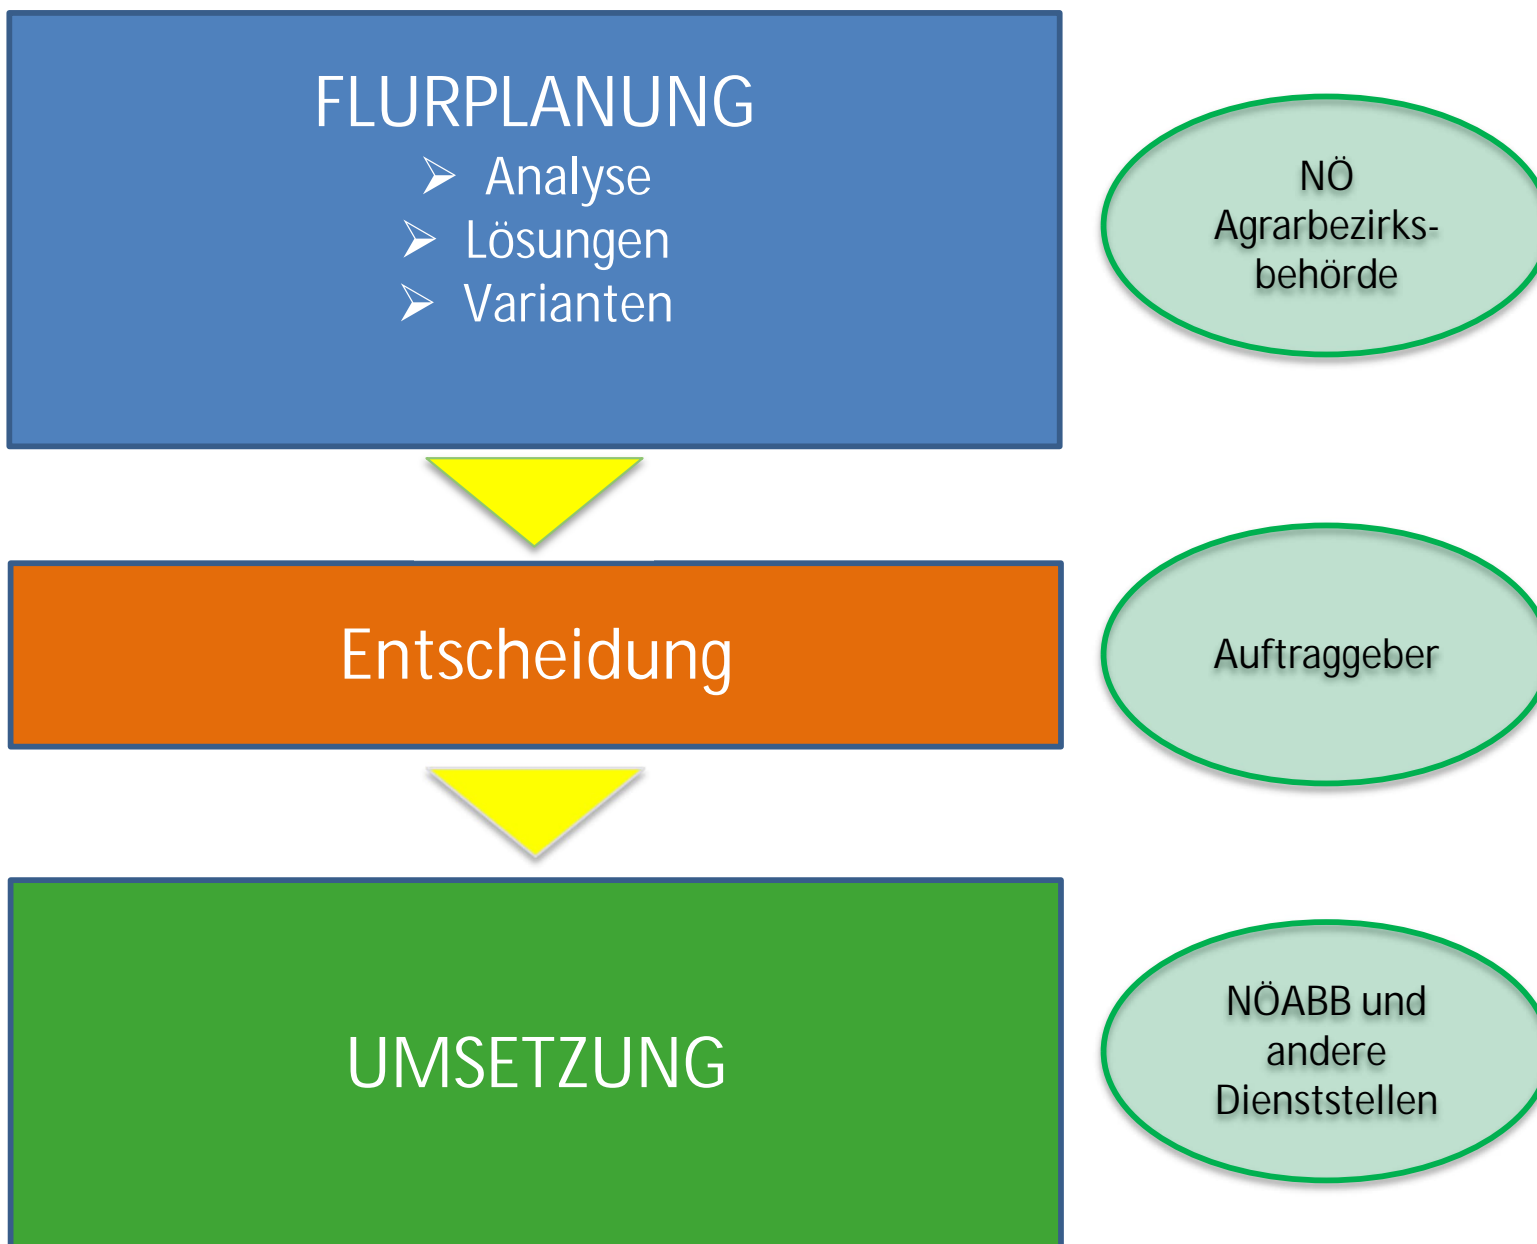 FLURPLANUNG
➢ Analyse
➢ Lösungen
➢ Varianten
NÖ
Agrarbezirks-
behörde
Entscheidung
Auftraggeber
UMSETZUNG
NÖABB und
andere
Dienststellen